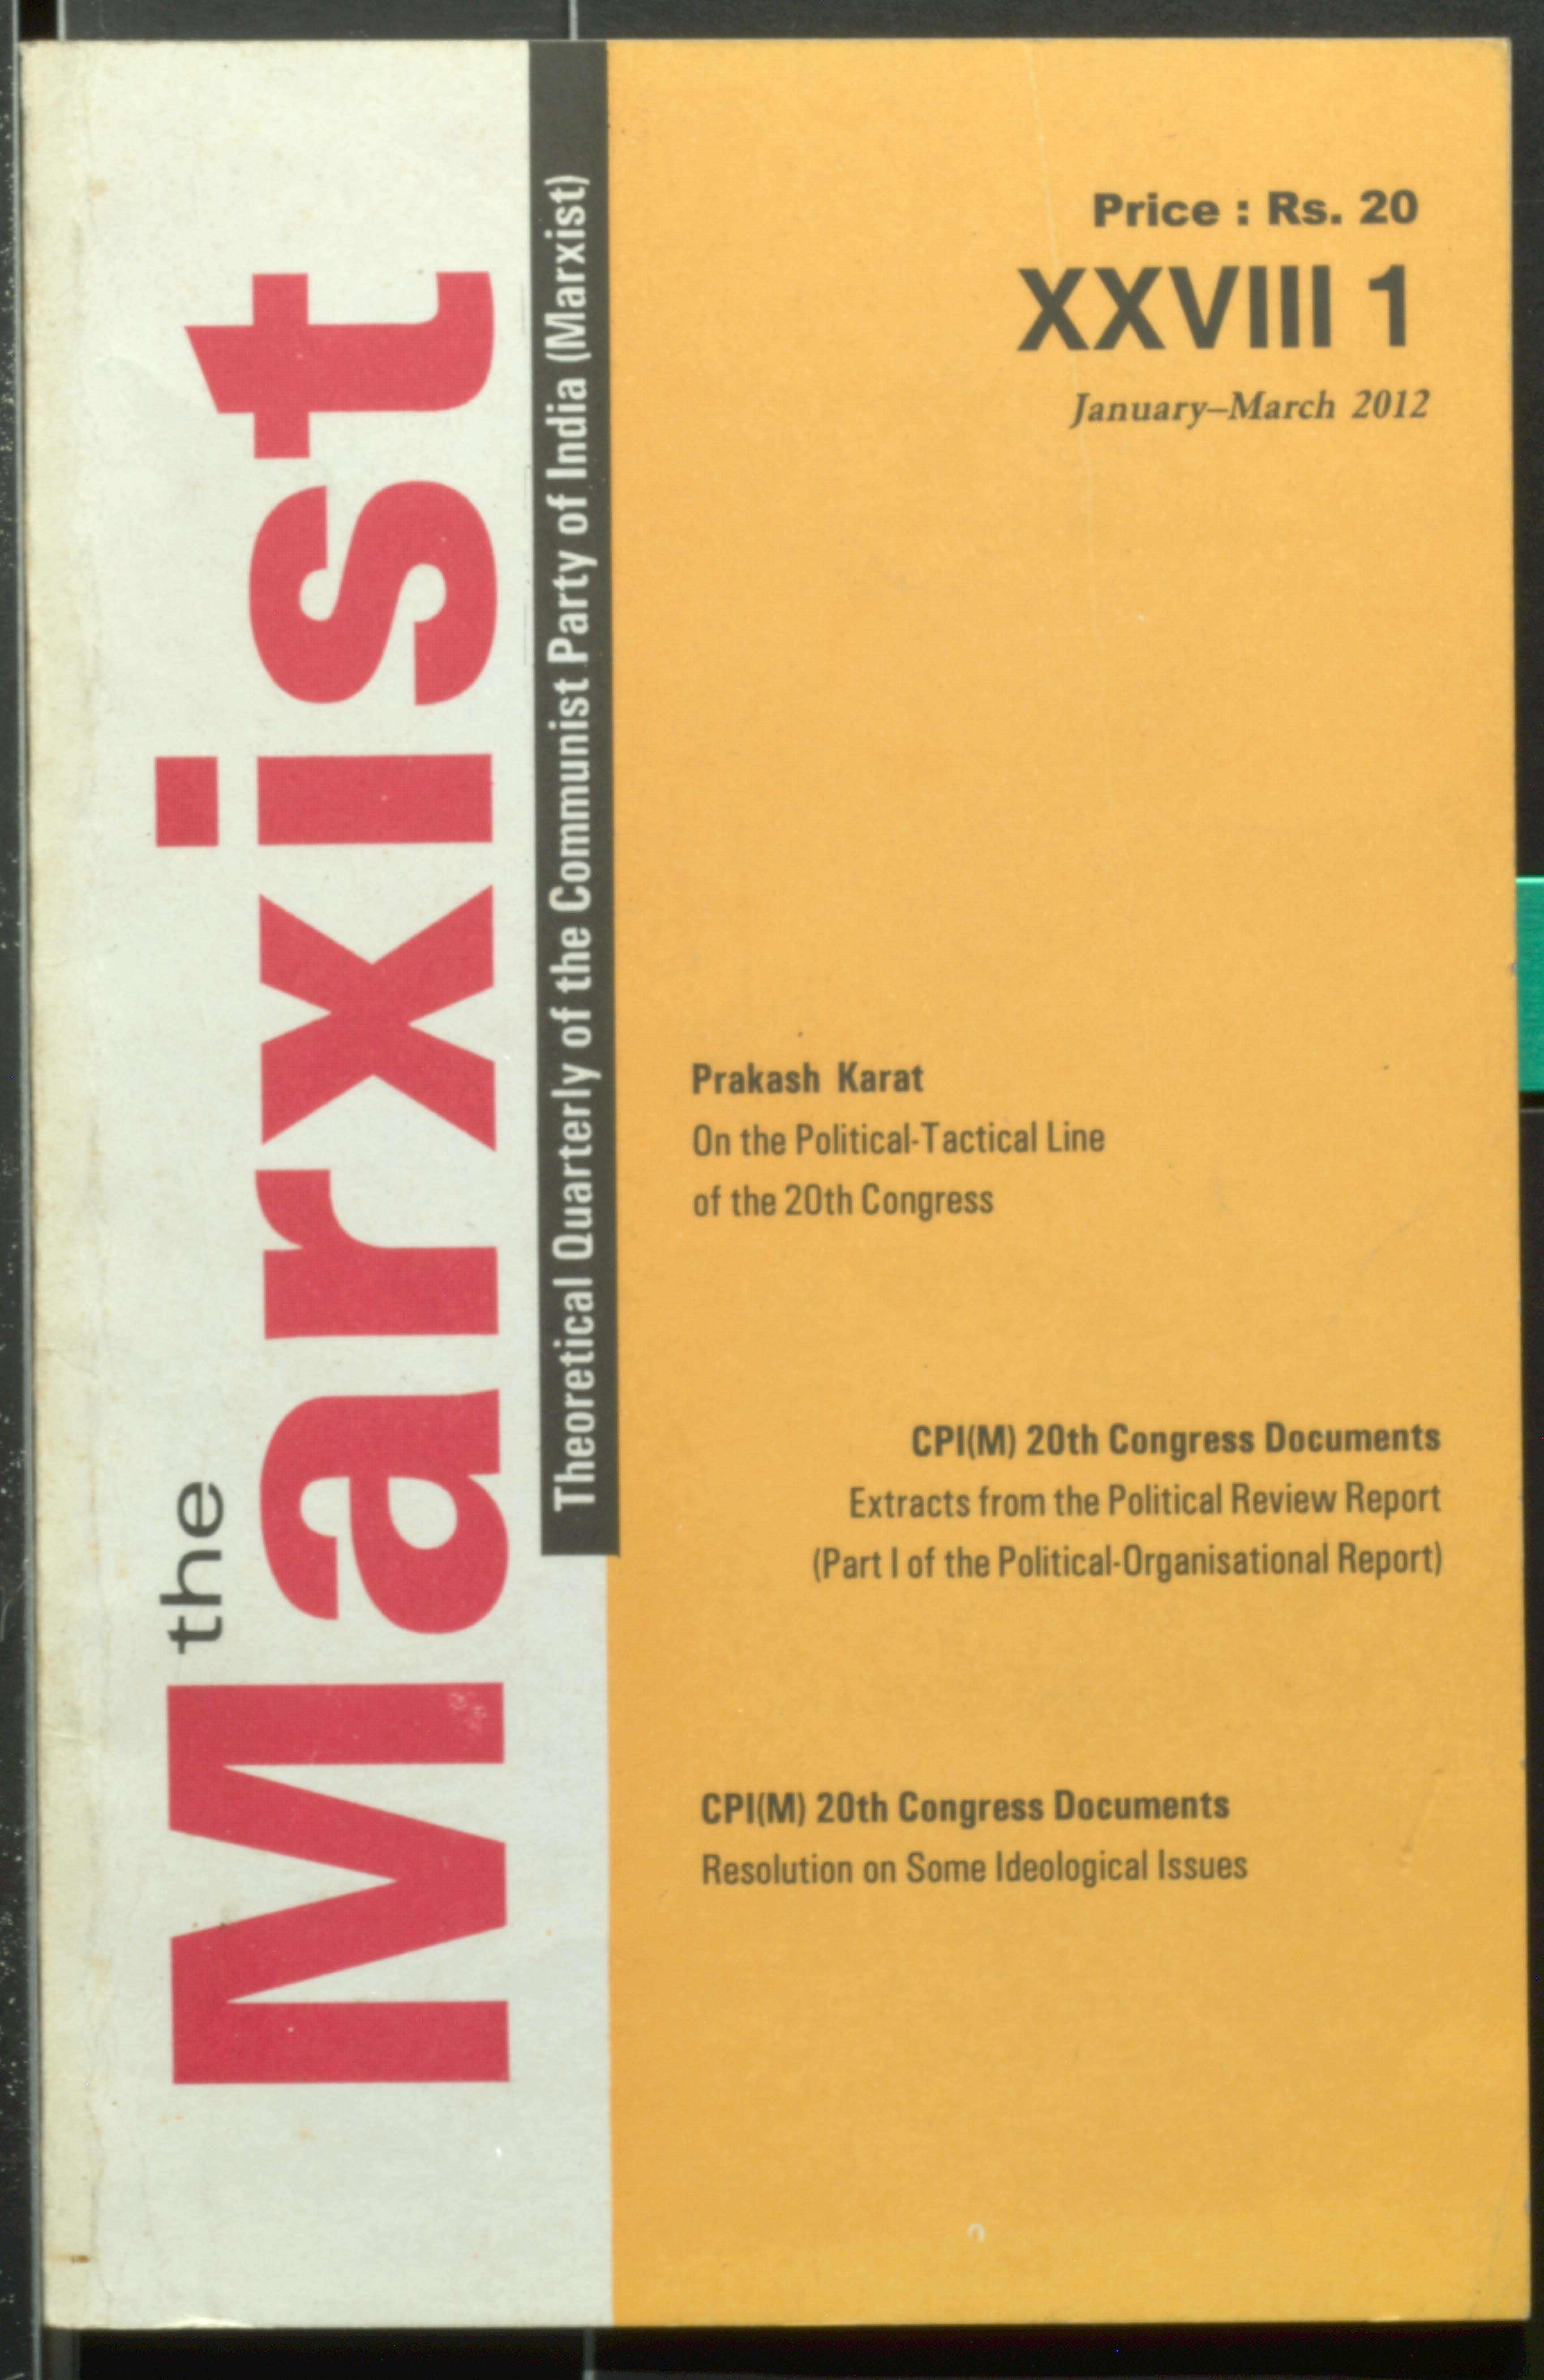 the
Marxist
Theoretical Quarterly of the Communist Party of India (Marxist)
Price : Rs. 20
XXVIII 1
January–March 2012
Prakash Karat
On the Political-Tactical Line
of the 20th Congress
CPI(M) 20th Congress Documents
Extracts from the Political Review Report
(Part I of the Political-Organisational Report)
CPI(M) 20th Congress Documents
Resolution on Some Ideological Issues